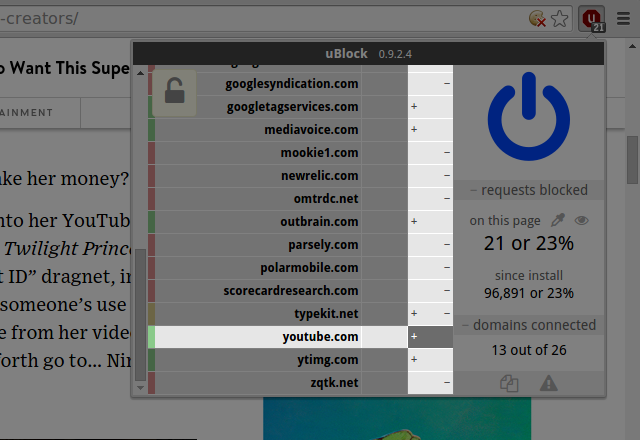 -creators/
21
o Want This Supe
AINMENT
ake her money?
nto her YouTub
Twilight Princ
t ID” dragnet, in
someone’s use
e from her vide
forth go to... Nin
uBlock 0.9.2.4
googlesyndication.com −
googletagservices.com +
mediavoice.com +
mookie1.com −
newrelic.com −
omtrdc.net −
outbrain.com +
parsely.com −
polarmobile.com −
scorecardresearch.com −
typekit.net + −
youtube.com +
ytimg.com +
zqtk.net −
− requests blocked
on this page
21 or 23%
since install
96,891 or 23%
− domains connected
13 out of 26